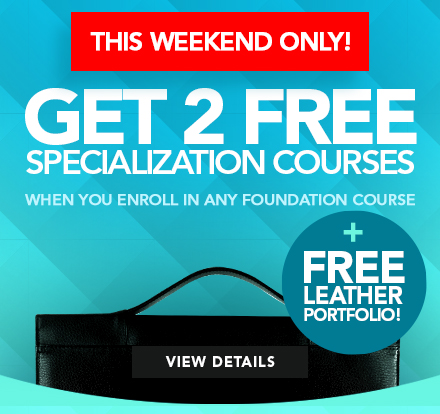 THIS WEEKEND ONLY!
GET 2 FREE
SPECIALIZATION COURSES
WHEN YOU ENROLL IN ANY FOUNDATION COURSE
+
FREE
LEATHER
PORTFOLIO!
VIEW DETAILS